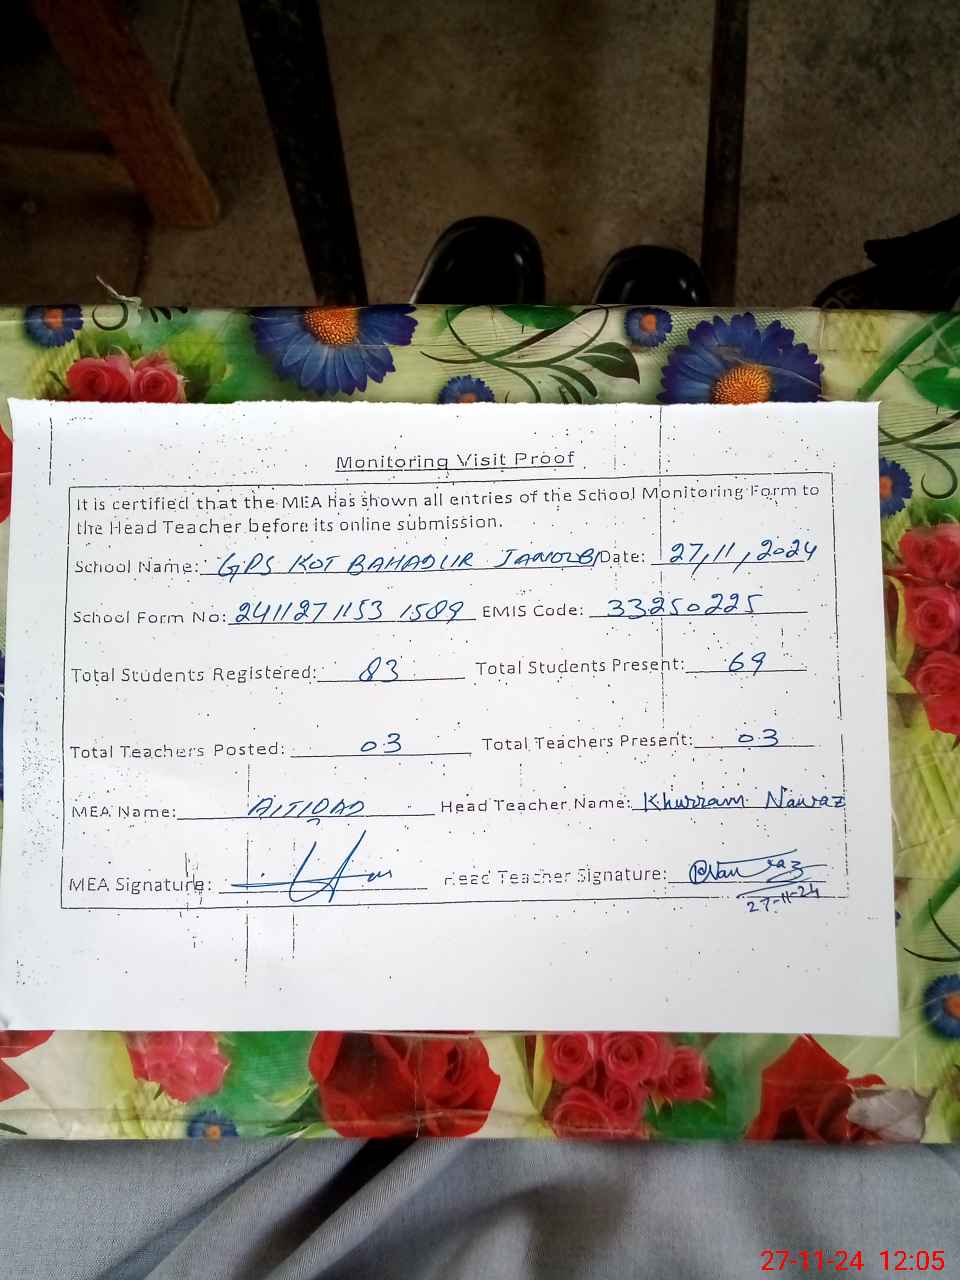 Monitoring Visit Proof
It is certified that the MEA has shown all entries of the School Monitoring Form to
the Head Teacher before its online submission.
School Name: GPS KOT BAHADUR JANOOBI Date: 27,11,2024
School Form No: 2411271153 1589 EMIS Code: 33250225
Total Students Registered: 83 Total Students Present: 69
Total Teachers Posted: 03 Total Teachers Present: 03
MEA Name: Head Teacher Name: Khurram Nawaz
MEA Signature: Head Teacher Signature: Nawaz
27-11-24
27-11-24 12:05